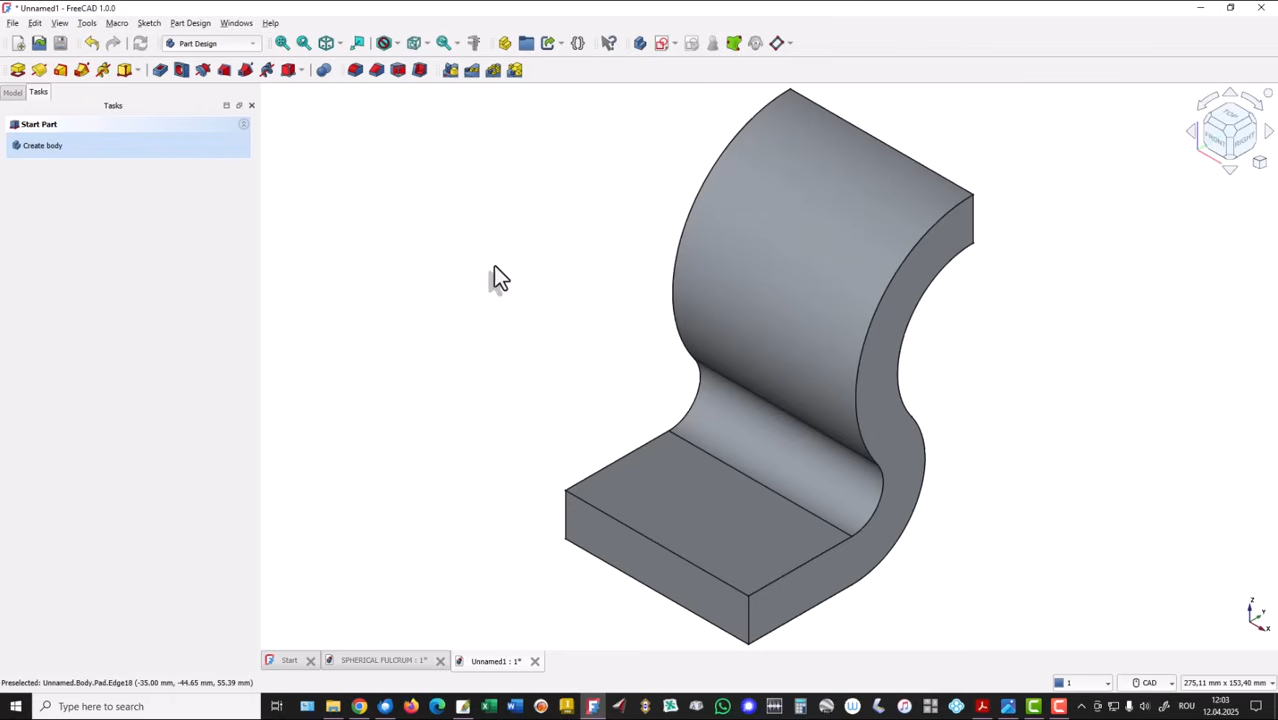 * Unnamed1 - FreeCAD 1.0.0
File Edit View Tools Macro Sketch Part Design Windows Help
Part Design
Model Tasks
Tasks
Start Part
Create body
TOP
FRONT RIGHT
Z
Y
X
Start SPHERICAL FULCRUM : 1* Unnamed1 : 1*
Preselected: Unnamed.Body.Pad.Edge18 (-35.00 mm, -44.65 mm, 55.39 mm) 1 CAD 275,11 mm x 153,40 mm
Type here to search ROU 12:03
12.04.2025